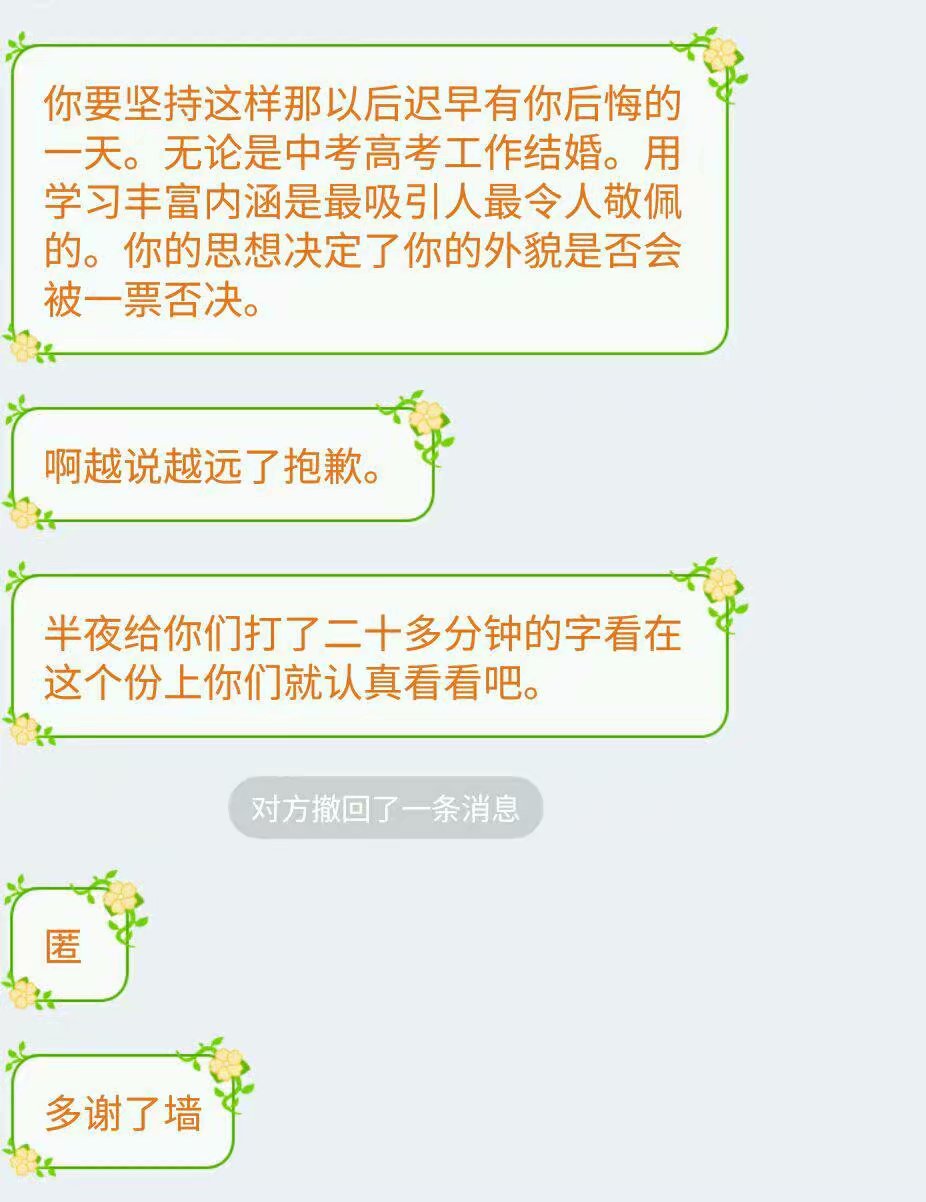 你要坚持这样那以后迟早有你后悔的
一天。无论是中考高考工作结婚。用
学习丰富内涵是最吸引人最令人敬佩
的。你的思想决定了你的外貌是否会
被一票否决。
啊越说越远了抱歉。
半夜给你们打了二十多分钟的字看在
这个份上你们就认真看看吧。
对方撤回了一条消息
匿
多谢了墙